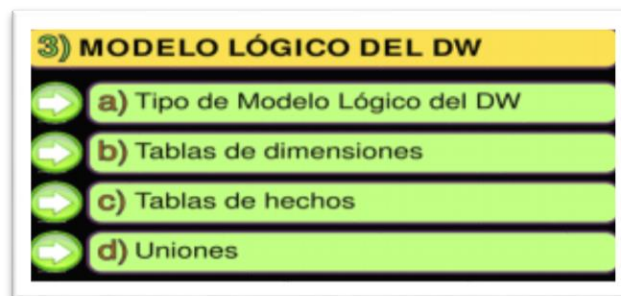 3) MODELO LÓGICO DEL DW
a) Tipo de Modelo Lógico del DW
b) Tablas de dimensiones
c) Tablas de hechos
d) Uniones